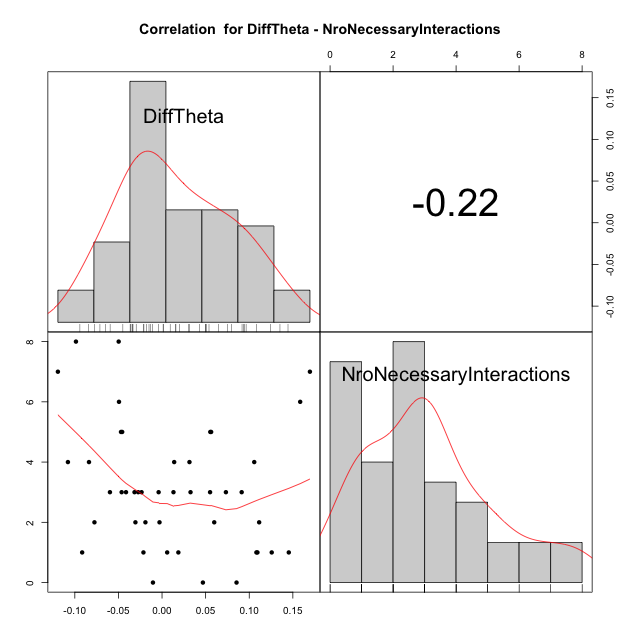 Correlation  for DiffTheta - NroNecessaryInteractions
0 2 4 6 8
DiffTheta
-0.22
0.15
0.10
0.05
0.00
-0.05
-0.10
8
6
4
2
0
NroNecessaryInteractions
-0.10 -0.05 0.00 0.05 0.10 0.15